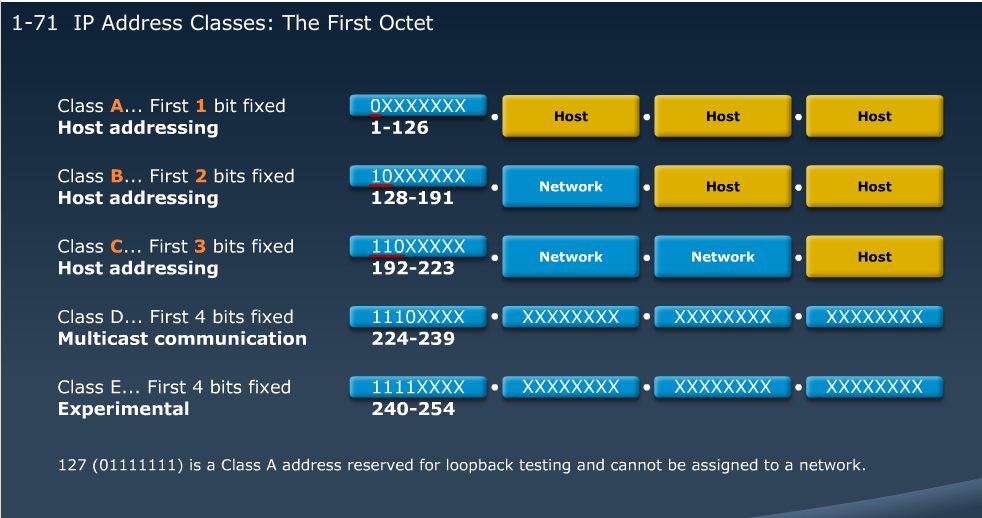 1-71 IP Address Classes: The First Octet
Class A... First 1 bit fixed
Host addressing
0XXXXXXX
1-126
Host
Host
Host
Class B... First 2 bits fixed
Host addressing
10XXXXXX
128-191
Network
Host
Host
Class C... First 3 bits fixed
Host addressing
110XXXXX
192-223
Network
Network
Host
Class D... First 4 bits fixed
Multicast communication
1110XXXX
224-239
XXXXXXXX
XXXXXXXX
XXXXXXXX
Class E... First 4 bits fixed
Experimental
1111XXXX
240-254
XXXXXXXX
XXXXXXXX
XXXXXXXX
127 (01111111) is a Class A address reserved for loopback testing and cannot be assigned to a network.